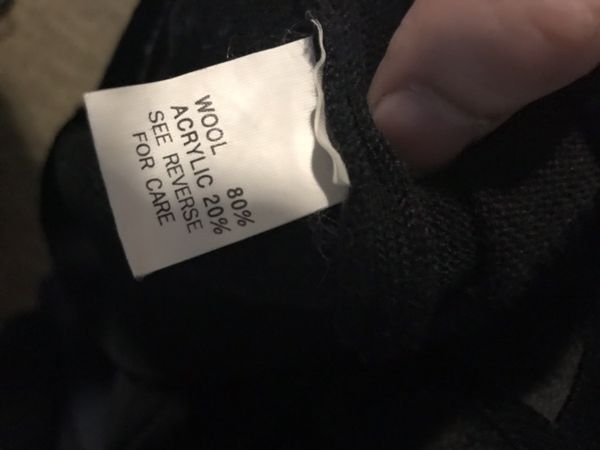 WOOL 80%
ACRYLIC 20%
SEE REVERSE
FOR CARE